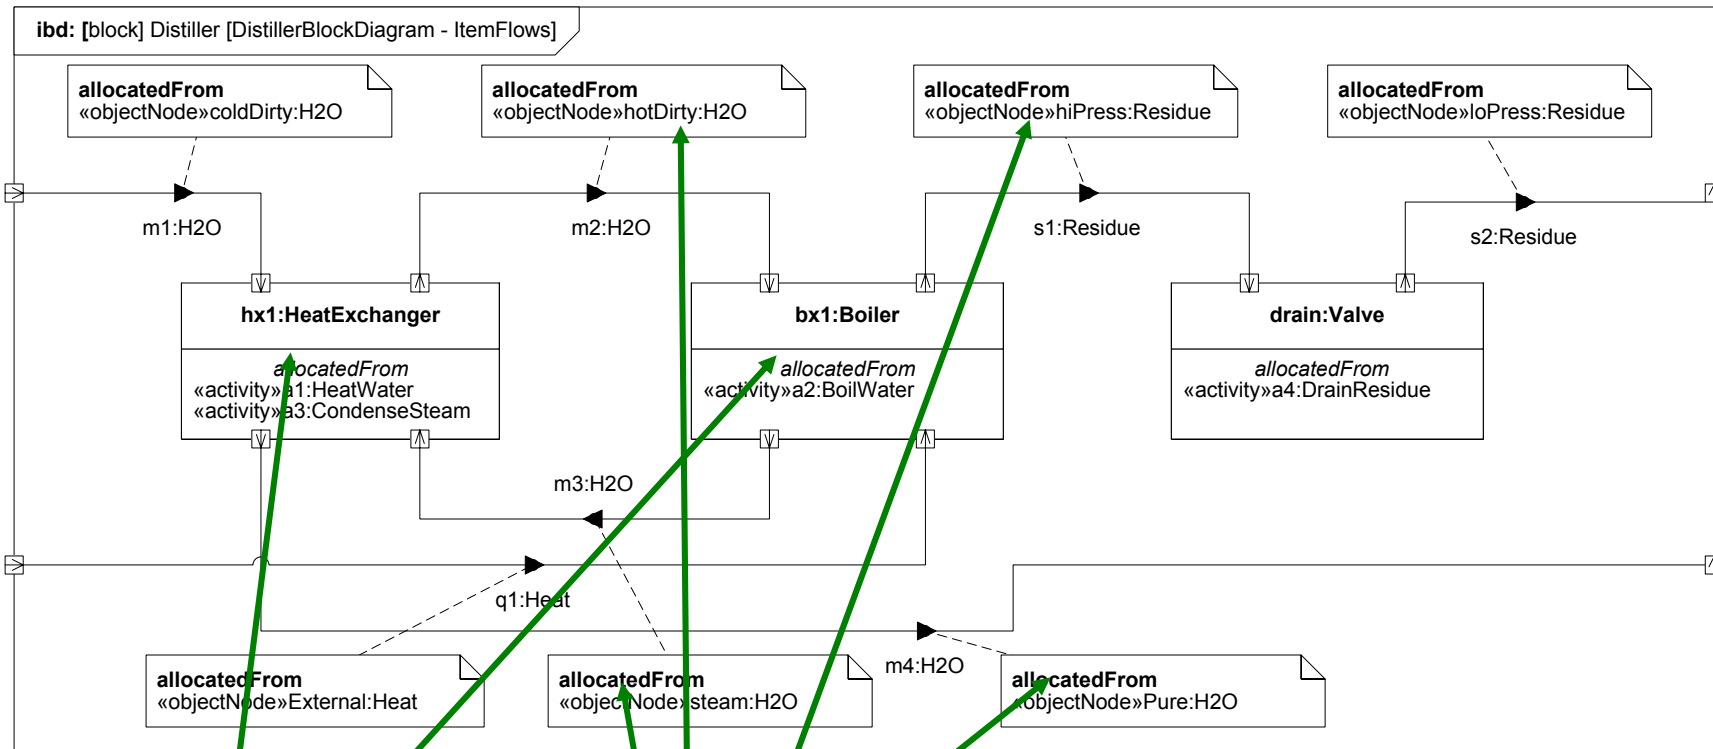 ibd: [block] Distiller [DistillerBlockDiagram - ItemFlows]
allocatedFrom
«objectNode»coldDirty:H2O
allocatedFrom
«objectNode»hotDirty:H2O
allocatedFrom
«objectNode»hiPress:Residue
allocatedFrom
«objectNode»loPress:Residue
m1:H2O
m2:H2O
s1:Residue
s2:Residue
hx1:HeatExchanger
allocatedFrom
«activity»a1:HeatWater
«activity»a3:CondenseSteam
bx1:Boiler
allocatedFrom
«activity»a2:BoilWater
drain:Valve
allocatedFrom
«activity»a4:DrainResidue
m3:H2O
q1:Heat
m4:H2O
allocatedFrom
«objectNode»External:Heat
allocatedFrom
«objectNode»steam:H2O
allocatedFrom
«objectNode»Pure:H2O